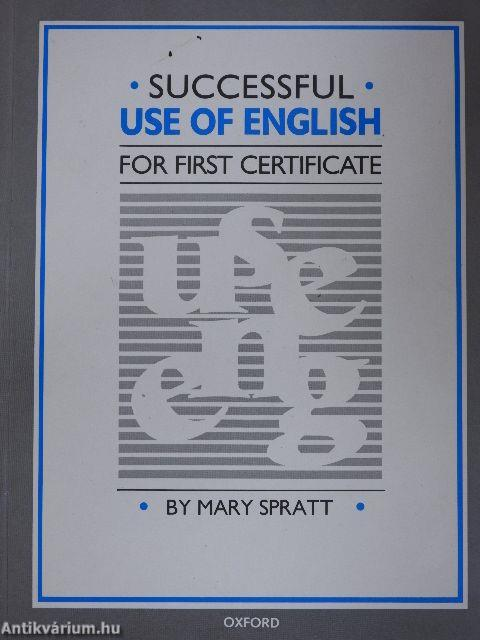 • SUCCESSFUL •
USE OF ENGLISH
FOR FIRST CERTIFICATE
use
eng
• BY MARY SPRATT •
OXFORD
Antikvárium.hu